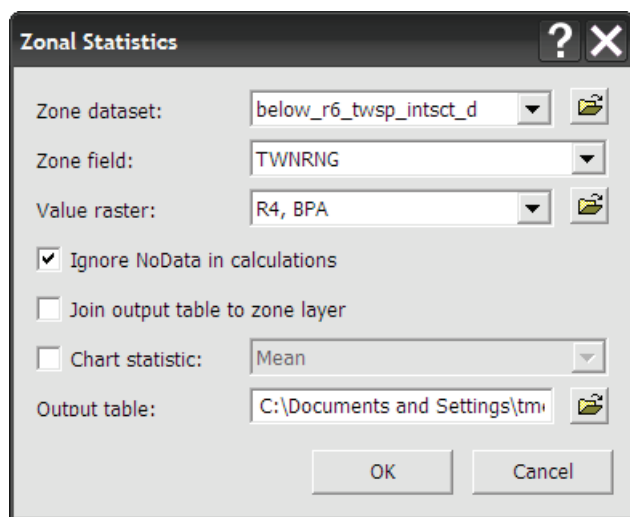 Zonal Statistics
Zone dataset: below_r6_twsp_intsct_d
Zone field: TWNRNG
Value raster: R4, BPA
Ignore NoData in calculations
Join output table to zone layer
Chart statistic: Mean
Output table: C:\Documents and Settings\tm
OK Cancel